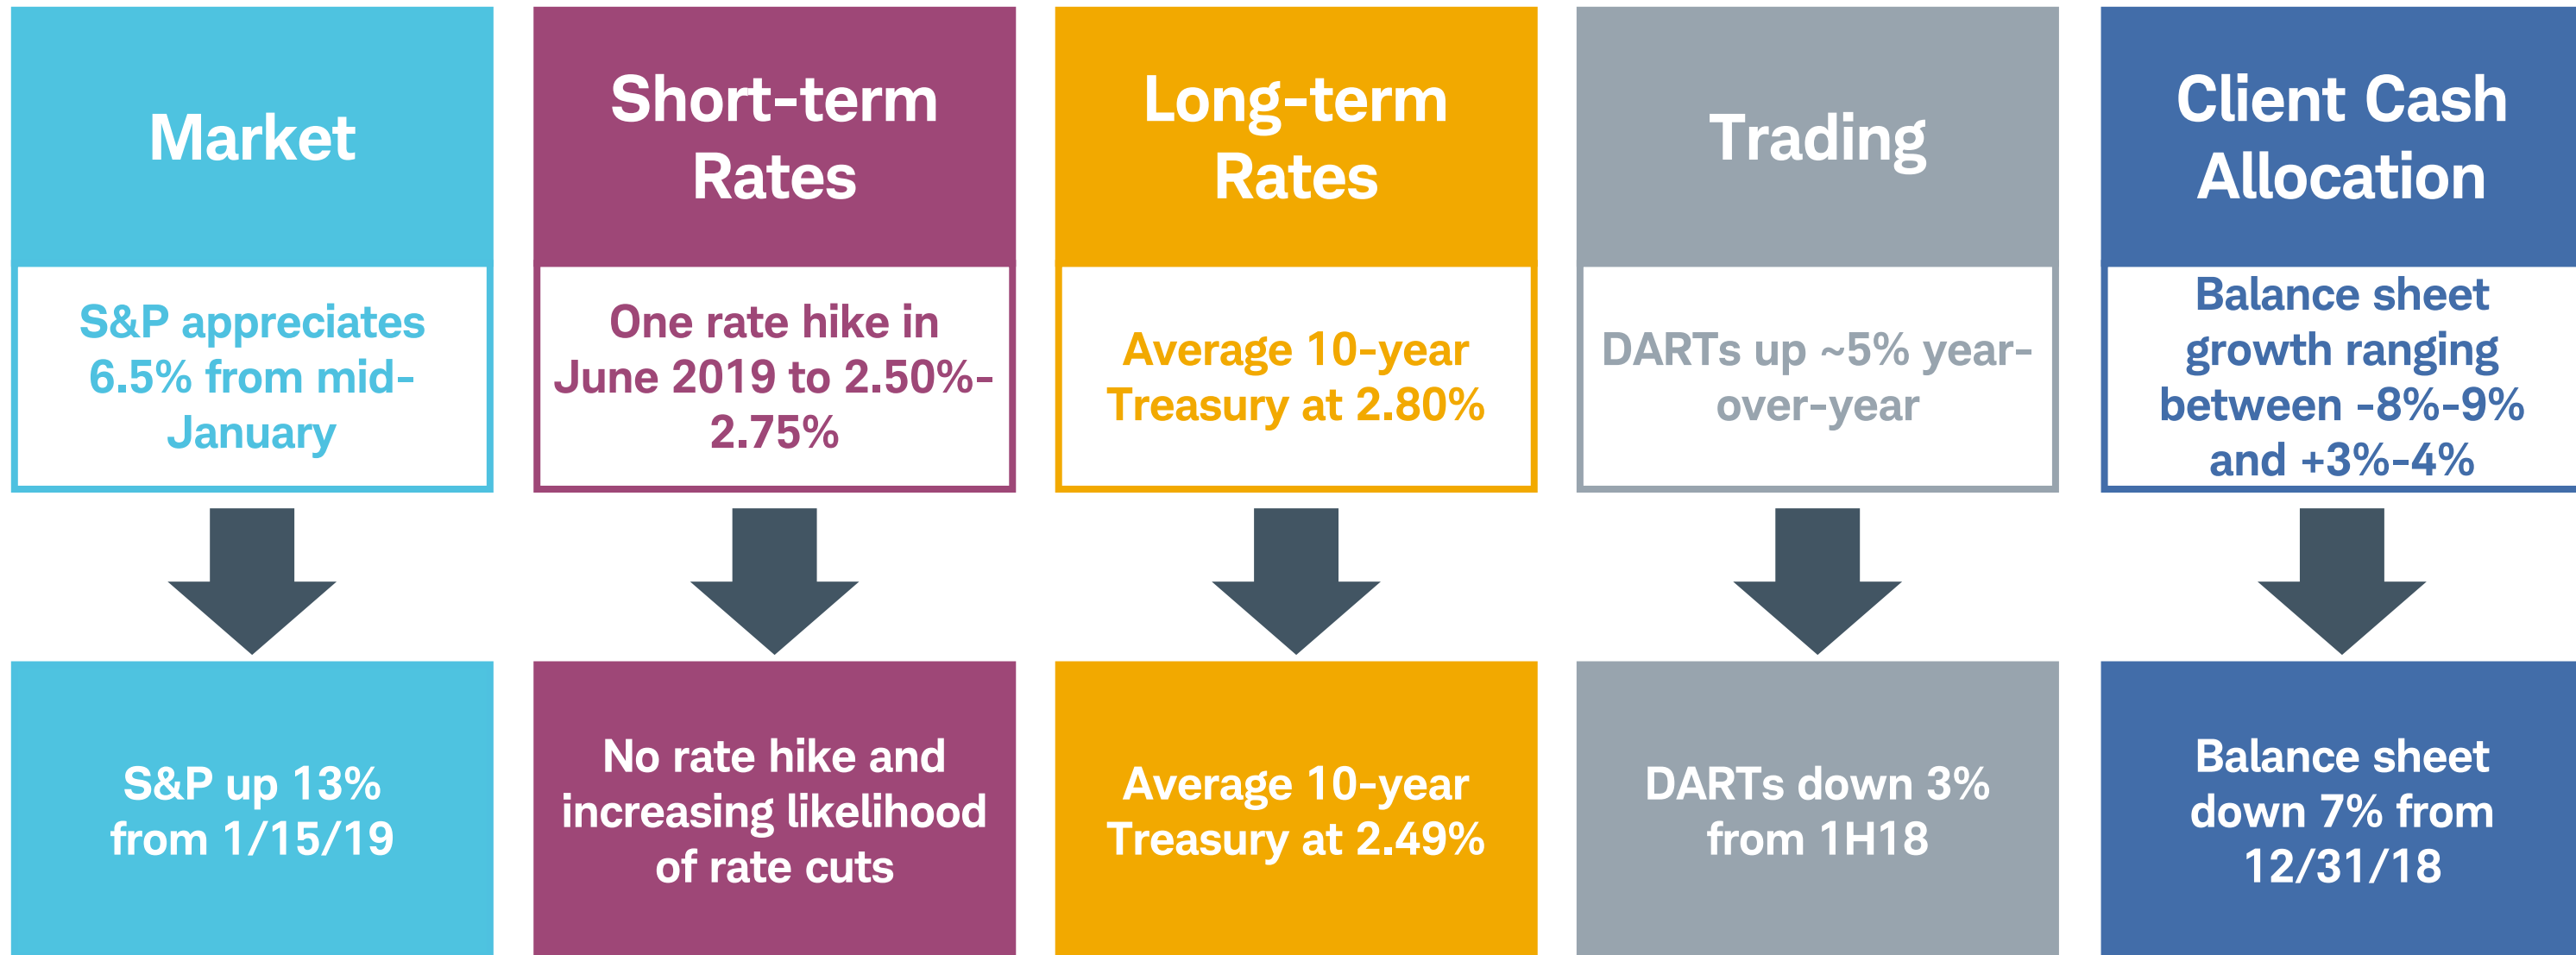 Market
S&P appreciates
6.5% from mid-
January
S&P up 13%
from 1/15/19
Short-term
Rates
One rate hike in
June 2019 to 2.50%-
2.75%
No rate hike and
increasing likelihood
of rate cuts
Long-term
Rates
Average 10-year
Treasury at 2.80%
Average 10-year
Treasury at 2.49%
Trading
DARTs up ~5% year-
over-year
DARTs down 3%
from 1H18
Client Cash
Allocation
Balance sheet
growth ranging
between -8%-9%
and +3%-4%
Balance sheet
down 7% from
12/31/18